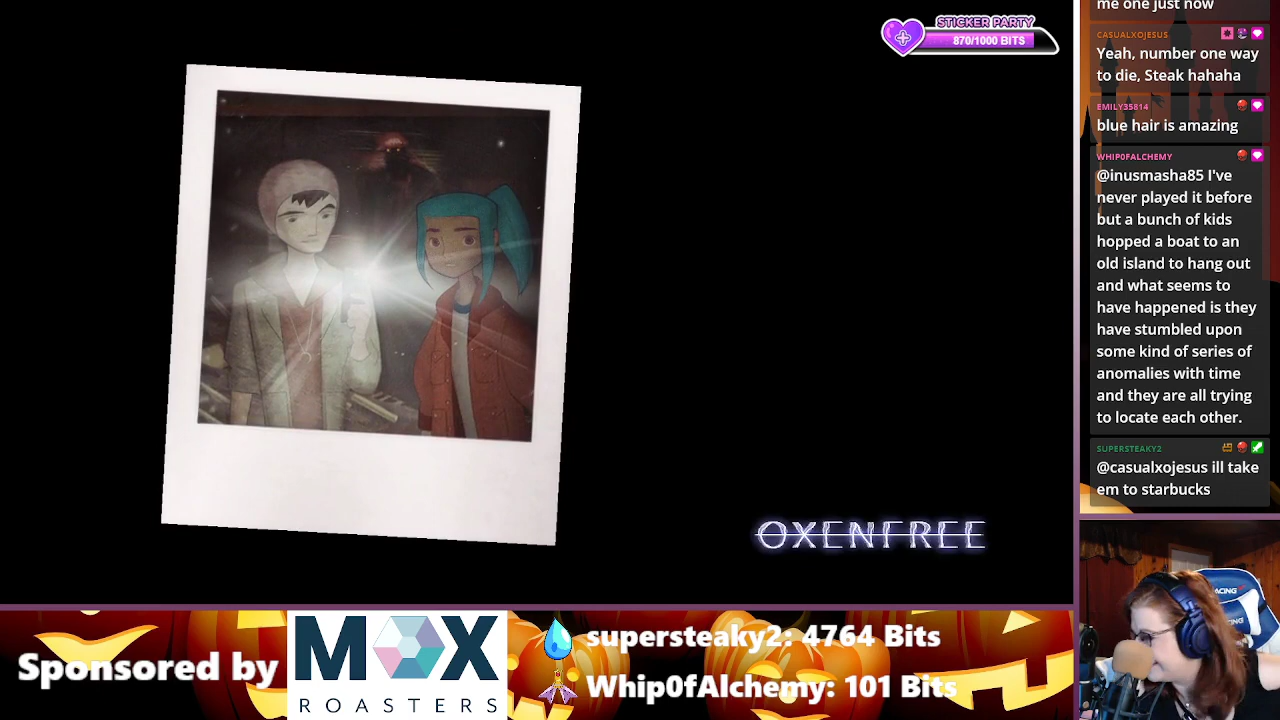 STICKER PARTY
870/1000 BITS
OXENFREE
me one just now
CASUALXOJESUS
Yeah, number one way
to die, Steak hahaha
EMILY35814
blue hair is amazing
WHIP0FALCHEMY
@inusmasha85 I've
never played it before
but a bunch of kids
hopped a boat to an
old island to hang out
and what seems to
have happened is they
have stumbled upon
some kind of series of
anomalies with time
and they are all trying
to locate each other.
SUPERSTEAKY2
@casualxojesus ill take
em to starbucks
Sponsored by
MOX
ROASTERS
supersteaky2: 4764 Bits
Whip0fAlchemy: 101 Bits